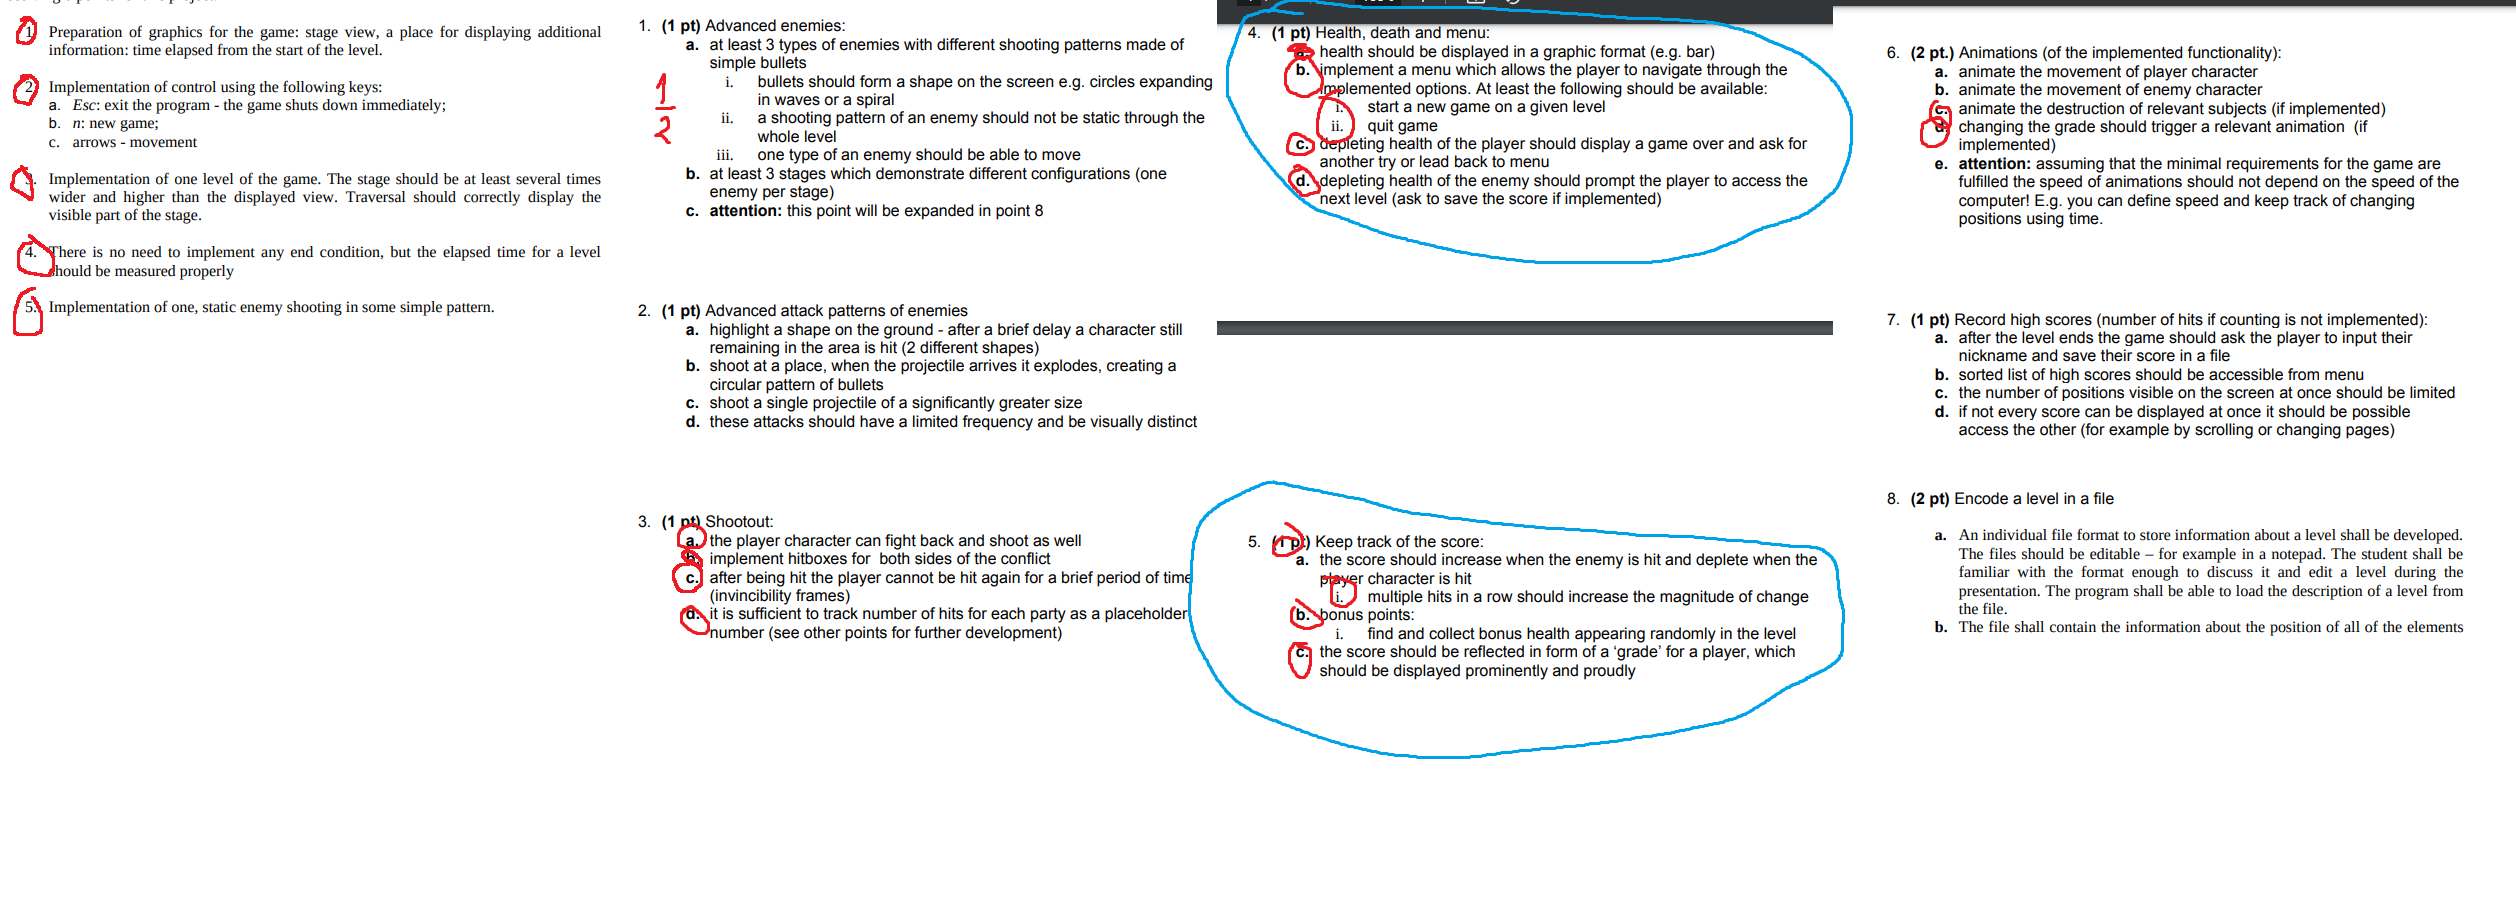 1. Preparation of graphics for the game: stage view, a place for displaying additional
information: time elapsed from the start of the level.
2. Implementation of control using the following keys:
a. Esc: exit the program - the game shuts down immediately;
b. n: new game;
c. arrows - movement
3. Implementation of one level of the game. The stage should be at least several times
wider and higher than the displayed view. Traversal should correctly display the
visible part of the stage.
4. There is no need to implement any end condition, but the elapsed time for a level
should be measured properly
5. Implementation of one, static enemy shooting in some simple pattern.
1. (1 pt) Advanced enemies:
a. at least 3 types of enemies with different shooting patterns made of
simple bullets
i. bullets should form a shape on the screen e.g. circles expanding
in waves or a spiral
ii. a shooting pattern of an enemy should not be static through the
whole level
iii. one type of an enemy should be able to move
b. at least 3 stages which demonstrate different configurations (one
enemy per stage)
c. attention: this point will be expanded in point 8
1
2
2. (1 pt) Advanced attack patterns of enemies
a. highlight a shape on the ground - after a brief delay a character still
remaining in the area is hit (2 different shapes)
b. shoot at a place, when the projectile arrives it explodes, creating a
circular pattern of bullets
c. shoot a single projectile of a significantly greater size
d. these attacks should have a limited frequency and be visually distinct
3. (1 pt) Shootout:
a. the player character can fight back and shoot as well
b. implement hitboxes for both sides of the conflict
c. after being hit the player cannot be hit again for a brief period of time
(invincibility frames)
d. it is sufficient to track number of hits for each party as a placeholder
number (see other points for further development)
4. (1 pt) Health, death and menu:
a. health should be displayed in a graphic format (e.g. bar)
b. implement a menu which allows the player to navigate through the
implemented options. At least the following should be available:
i. start a new game on a given level
ii. quit game
c. depleting health of the player should display a game over and ask for
another try or lead back to menu
d. depleting health of the enemy should prompt the player to access the
next level (ask to save the score if implemented)
5. (1 pt) Keep track of the score:
a. the score should increase when the enemy is hit and deplete when the
player character is hit
i. multiple hits in a row should increase the magnitude of change
b. bonus points:
i. find and collect bonus health appearing randomly in the level
c. the score should be reflected in form of a ‘grade’ for a player, which
should be displayed prominently and proudly
6. (2 pt.) Animations (of the implemented functionality):
a. animate the movement of player character
b. animate the movement of enemy character
c. animate the destruction of relevant subjects (if implemented)
d. changing the grade should trigger a relevant animation (if
implemented)
e. attention: assuming that the minimal requirements for the game are
fulfilled the speed of animations should not depend on the speed of the
computer! E.g. you can define speed and keep track of changing
positions using time.
7. (1 pt) Record high scores (number of hits if counting is not implemented):
a. after the level ends the game should ask the player to input their
nickname and save their score in a file
b. sorted list of high scores should be accessible from menu
c. the number of positions visible on the screen at once should be limited
d. if not every score can be displayed at once it should be possible
access the other (for example by scrolling or changing pages)
8. (2 pt) Encode a level in a file
a. An individual file format to store information about a level shall be developed.
The files should be editable – for example in a notepad. The student shall be
familiar with the format enough to discuss it and edit a level during the
presentation. The program shall be able to load the description of a level from
the file.
b. The file shall contain the information about the position of all of the elements